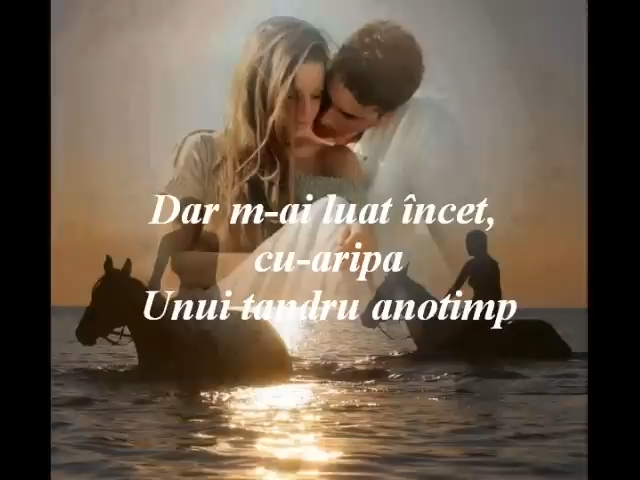 Dar m-ai luat încet,
cu-aripa
Unui tandru anotimp